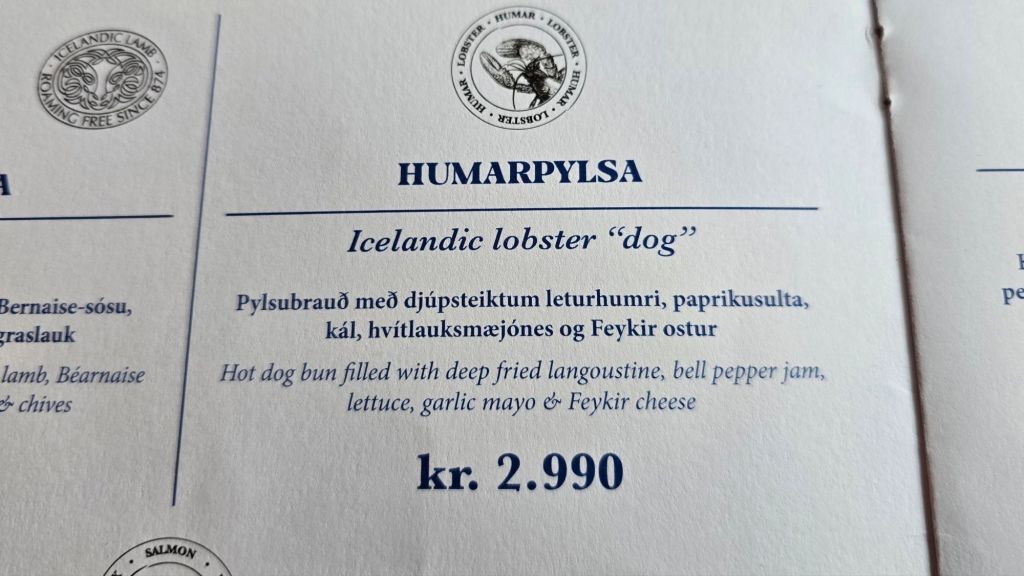 ICELANDIC LAMB · ROAMING FREE SINCE 874
HUMAR · LOBSTER · HUMAR · LOBSTER · HUMAR · LOBSTER
A
Bernaise-sósu,
graslauk
lamb, Béarnaise
& chives
HUMARPYLSA
Icelandic lobster “dog”
Pylsubrauð með djúpsteiktum leturhumri, paprikusulta,
kál, hvítlauksmæjónes og Feykir ostur
Hot dog bun filled with deep fried langoustine, bell pepper jam,
lettuce, garlic mayo & Feykir cheese
kr. 2.990
SALMON